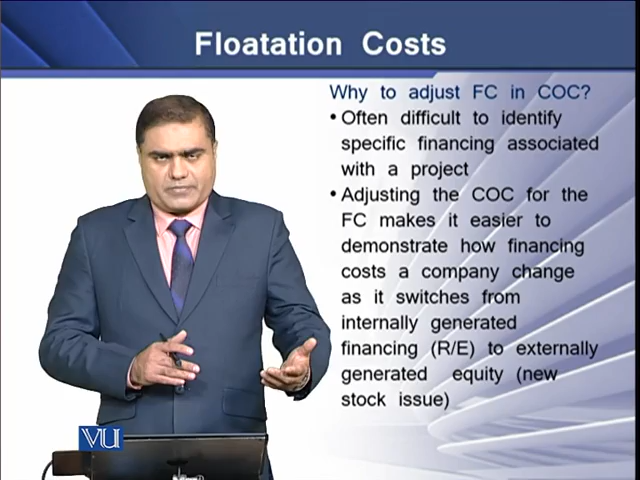 Floatation Costs
Why to adjust FC in COC?
• Often difficult to identify
specific financing associated
with a project
• Adjusting the COC for the
FC makes it easier to
demonstrate how financing
costs a company change
as it switches from
internally generated
financing (R/E) to externally
generated equity (new
stock issue)
VU